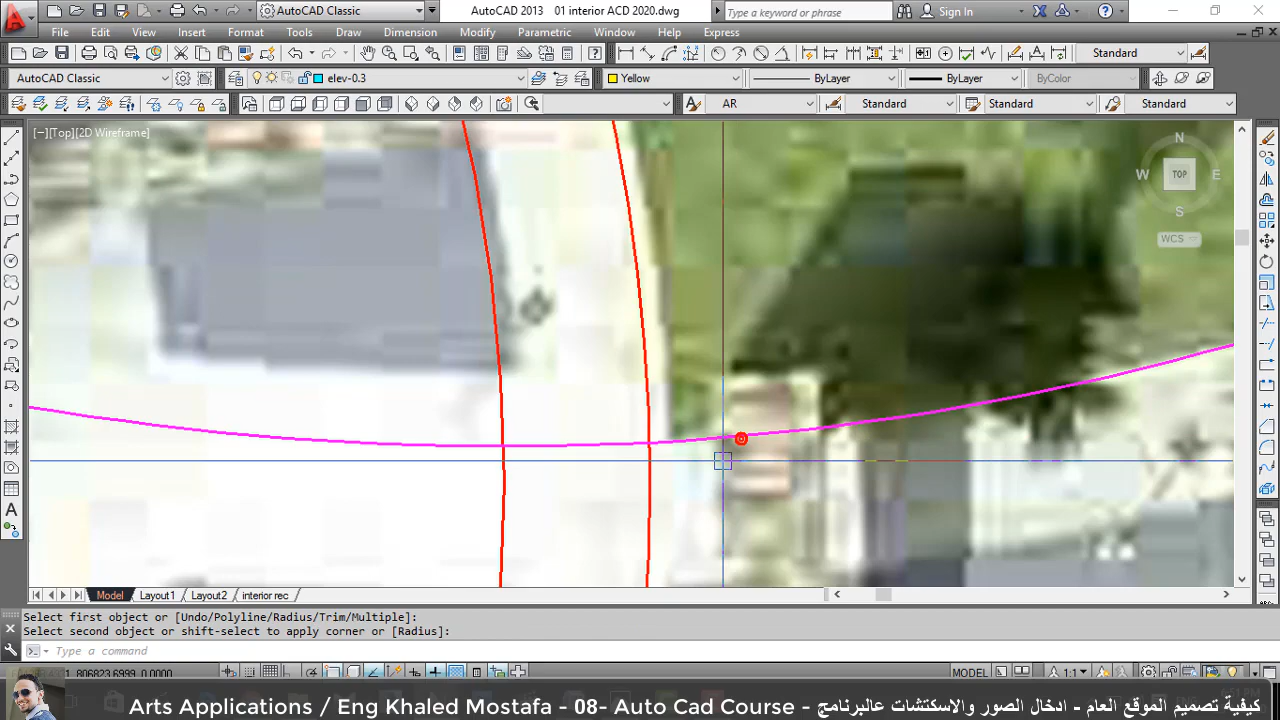 AutoCAD Classic
AutoCAD 2013 01 interior ACD 2020.dwg
Type a keyword or phrase
Sign In
File Edit View Insert Format Tools Draw Dimension Modify Parametric Window Help Express
Standard
AutoCAD Classic
elev-0.3
Yellow
ByLayer
ByLayer
ByColor
AR
Standard
Standard
Standard
[−][Top][2D Wireframe]
N
W TOP E
S
WCS
Model Layout1 Layout2 interior rec
Select first object or [Undo/Polyline/Radius/Trim/Multiple]:
Select second object or shift-select to apply corner or [Radius]:
Type a command
806823.6999, 0.0000
MODEL
1:1
Arts Applications / Eng Khaled Mostafa - 08- Auto Cad Course - كيفية تصميم الموقع العام - ادخال الصور والاسكتشات عالبرنامج